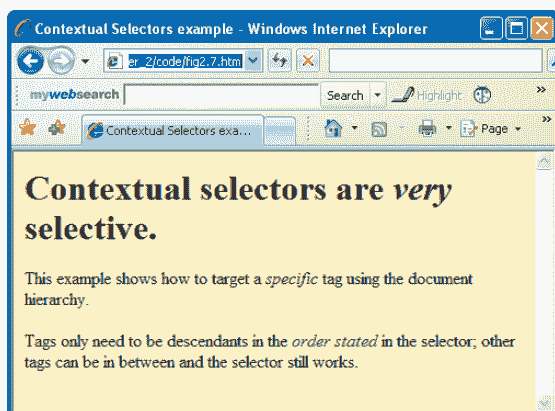 Contextual Selectors example - Windows Internet Explorer
er_2/code/fig2.7.htm
mywebsearch Search Highlight »
Contextual Selectors exa... Page »
Contextual selectors are very
selective.
This example shows how to target a specific tag using the document
hierarchy.
Tags only need to be descendants in the order stated in the selector; other
tags can be in between and the selector still works.